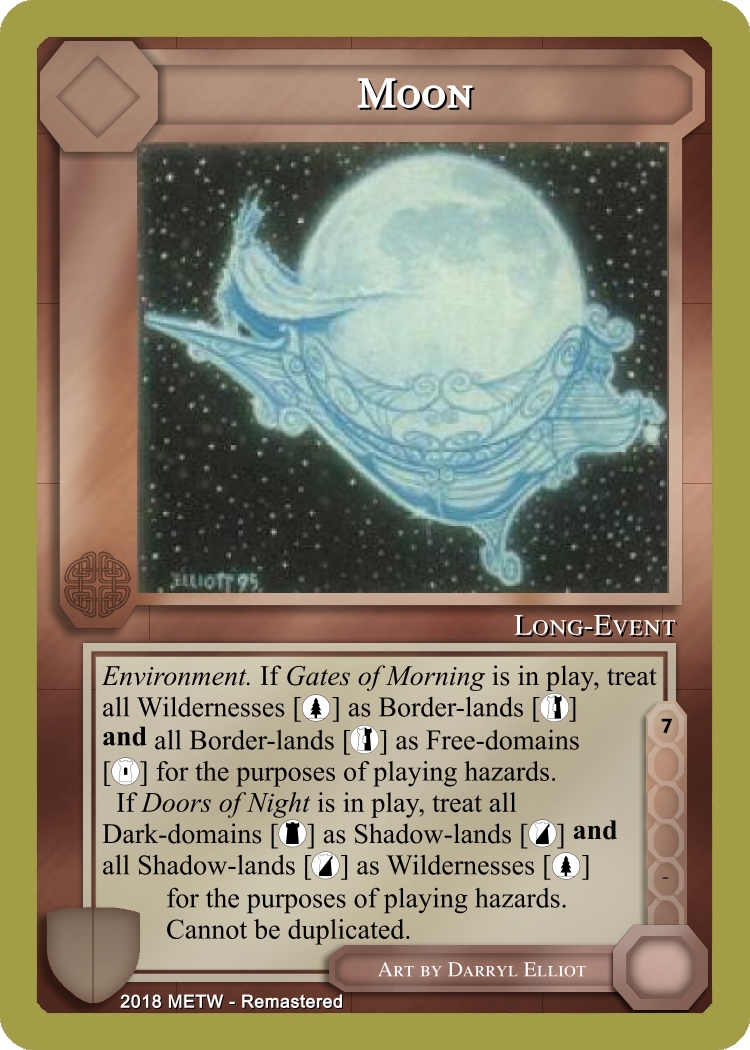 Moon
ELLIOTT 95
Long-Event
Environment. If Gates of Morning is in play, treat
all Wildernesses [ ] as Border-lands [ ]
and all Border-lands [ ] as Free-domains
[ ] for the purposes of playing hazards.
If Doors of Night is in play, treat all
Dark-domains [ ] as Shadow-lands [ ] and
all Shadow-lands [ ] as Wildernesses [ ]
for the purposes of playing hazards.
Cannot be duplicated.
7
-
Art by Darryl Elliot
2018 METW - Remastered